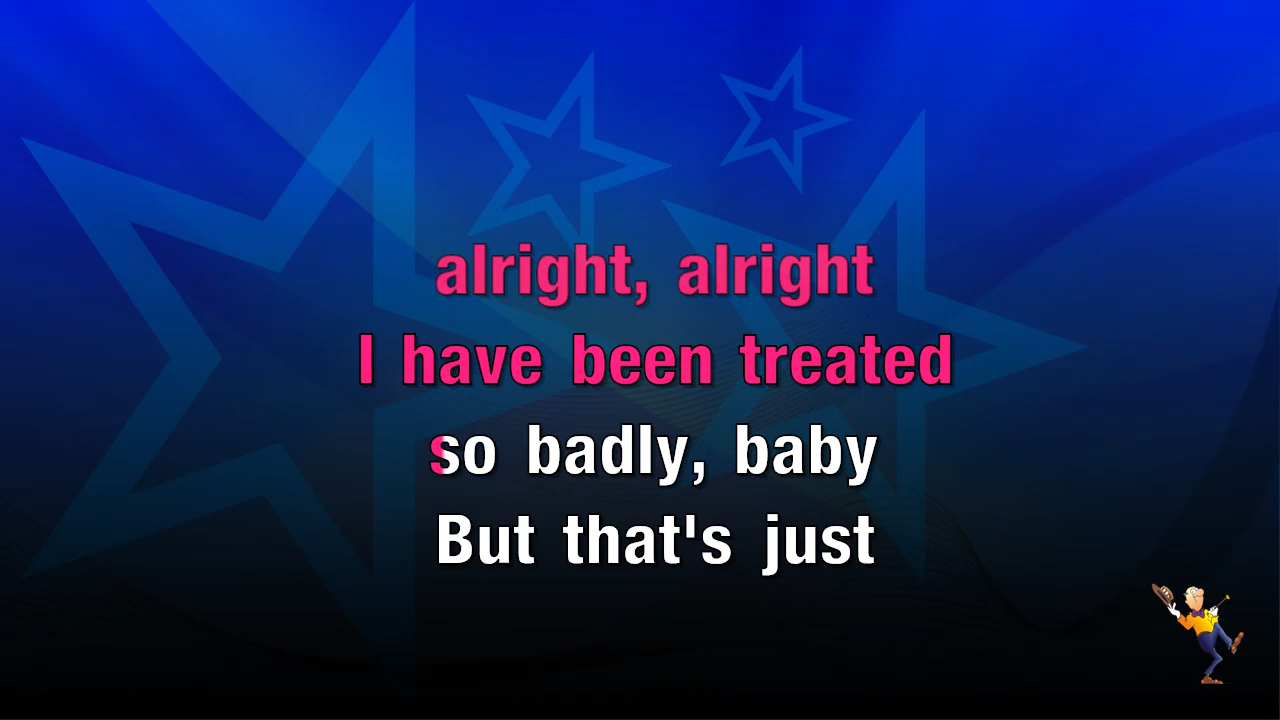 alright, alright
I have been treated
so badly, baby
But that's just